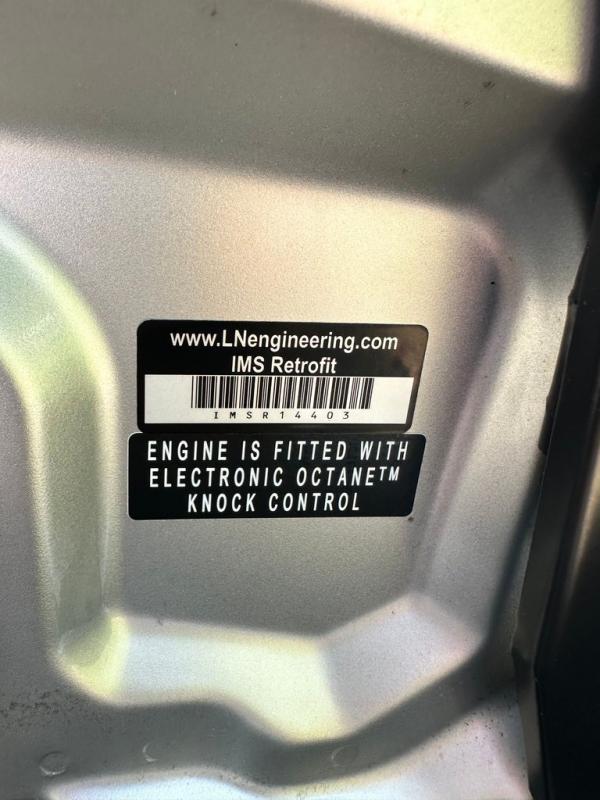 www.LNengineering.com
IMS Retrofit
IMSR14403
ENGINE IS FITTED WITH
ELECTRONIC OCTANE™
KNOCK CONTROL